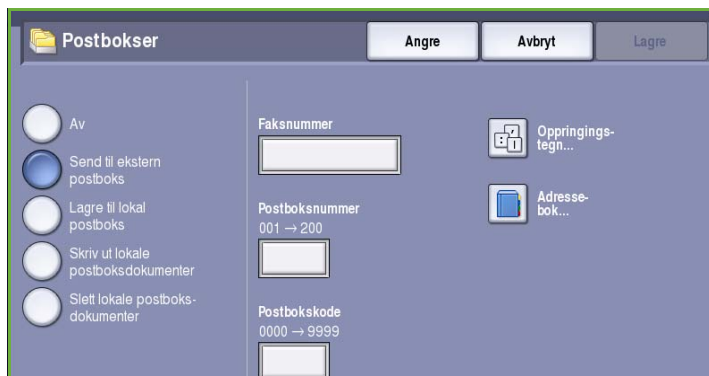 Postbokser
Angre
Avbryt
Lagre
Av
Send til ekstern
postboks
Lagre til lokal
postboks
Skriv ut lokale
postboksdokumenter
Slett lokale postboks-
dokumenter
Faksnummer
Postboksnummer
001 → 200
Postbokskode
0000 → 9999
Oppringings-
tegn...
Adresse-
bok...